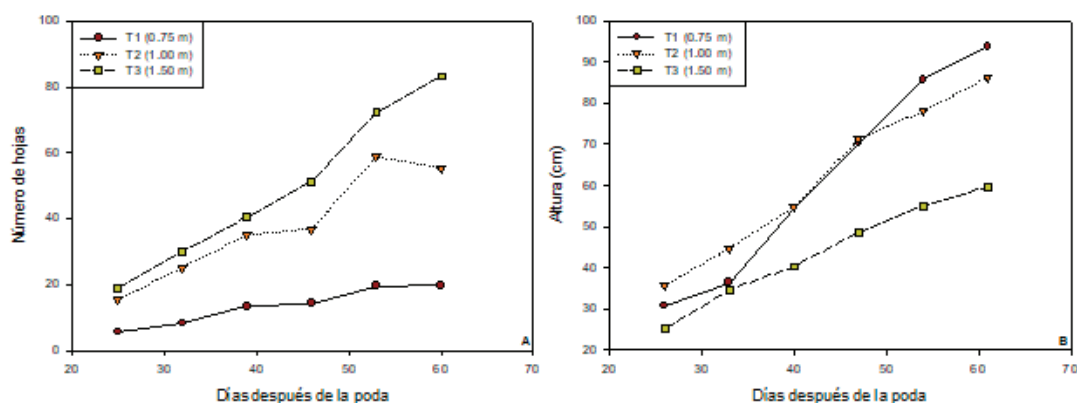 100
80
60
40
20
0
Número de hojas
T1 (0.75 m)
T2 (1.00 m)
T3 (1.50 m)
A
20 30 40 50 60 70
Días después de la poda
100
90
80
70
60
50
40
30
20
Altura (cm)
T1 (0.75 m)
T2 (1.00 m)
T3 (1.50 m)
B
20 30 40 50 60 70
Días después de la poda